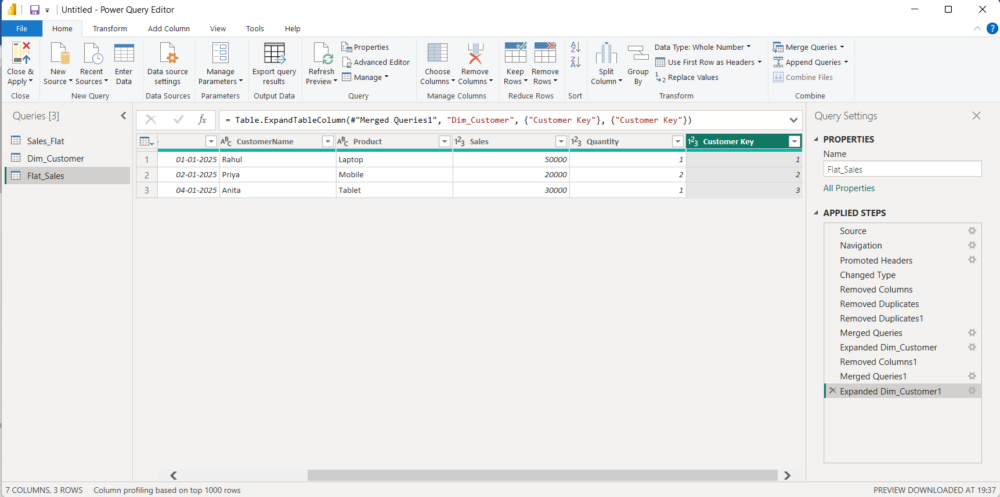 Untitled - Power Query Editor
File Home Transform Add Column View Tools Help
Close & Apply
Close
New Source
Recent Sources
Enter Data
New Query
Data source settings
Data Sources
Manage Parameters
Parameters
Export query results
Output Data
Refresh Preview
Properties
Advanced Editor
Manage
Query
Choose Columns
Remove Columns
Manage Columns
Keep Rows
Remove Rows
Reduce Rows
Sort
Split Column
Group By
Data Type: Whole Number
Use First Row as Headers
Replace Values
Transform
Merge Queries
Append Queries
Combine Files
Combine
Queries [3]
Sales_Flat
Dim_Customer
Flat_Sales
fx = Table.ExpandTableColumn(#"Merged Queries1", "Dim_Customer", {"Customer Key"}, {"Customer Key"})
CustomerName Product Sales Quantity Customer Key
1 01-01-2025 Rahul Laptop 50000 1 1
2 02-01-2025 Priya Mobile 20000 2 2
3 04-01-2025 Anita Tablet 30000 1 3
Query Settings
PROPERTIES
Name
Flat_Sales
All Properties
APPLIED STEPS
Source
Navigation
Promoted Headers
Changed Type
Removed Columns
Removed Duplicates
Removed Duplicates1
Merged Queries
Expanded Dim_Customer
Removed Columns1
Merged Queries1
Expanded Dim_Customer1
7 COLUMNS, 3 ROWS Column profiling based on top 1000 rows PREVIEW DOWNLOADED AT 19:37